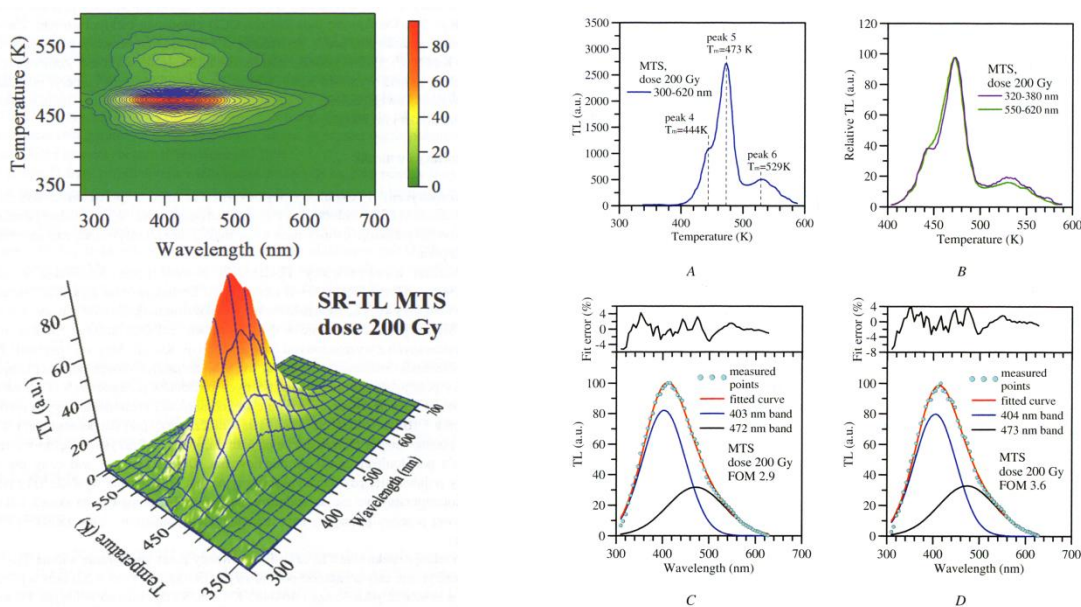 Temperature (K)
550
450
350
300
400
500
600
700
Wavelength (nm)
80
60
40
20
0
SR-TL MTS
dose 200 Gy
TL (a.u.)
80
60
40
20
0
550
450
350
Temperature (K)
300
400
500
600
700
Wavelength (nm)
TL (a.u.)
3500
3000
2500
2000
1500
1000
500
0
peak 5
Tₘ=473 K
MTS,
dose 200 Gy
300-620 nm
peak 4
Tₘ=444K
peak 6
Tₘ=529K
300
400
500
600
Temperature (K)
A
Relative TL (a.u.)
120
100
80
60
40
20
0
MTS,
dose 200 Gy
320-380 nm
550-620 nm
400
450
500
550
600
Temperature (K)
B
Fit error (%)
4
0
-4
TL (a.u.)
100
80
60
40
20
0
measured
points
fitted curve
403 nm band
472 nm band
MTS
dose 200 Gy
FOM 2.9
300
400
500
600
700
Wavelength (nm)
C
Fit error (%)
4
0
-4
-8
TL (a.u.)
100
80
60
40
20
0
measured
points
fitted curve
404 nm band
473 nm band
MTS
dose 200 Gy
FOM 3.6
300
400
500
600
700
Wavelength (nm)
D